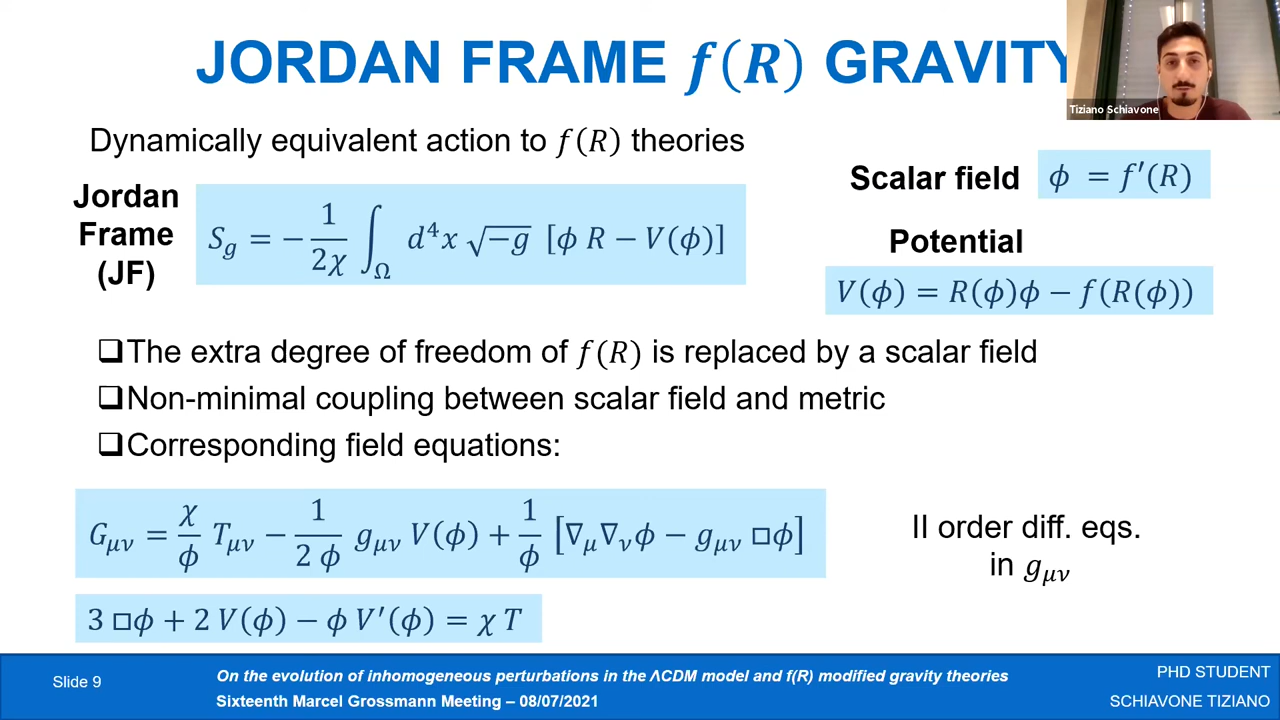 JORDAN FRAME f(R) GRAVITY
Tiziano Schiavone
Dynamically equivalent action to f(R) theories
Jordan
Frame
(JF)
S_g = −1/2χ ∫_Ω d⁴x √−g [ϕ R − V(ϕ)]
Scalar field ϕ = f′(R)
Potential
V(ϕ) = R(ϕ)ϕ − f(R(ϕ))
❑The extra degree of freedom of f(R) is replaced by a scalar field
❑Non-minimal coupling between scalar field and metric
❑Corresponding field equations:
G_μν = χ/ϕ T_μν − 1/2ϕ g_μν V(ϕ) + 1/ϕ [∇_μ∇_νϕ − g_μν □ϕ]
II order diff. eqs.
in g_μν
3 □ϕ + 2 V(ϕ) − ϕ V′(ϕ) = χ T
Slide 9
On the evolution of inhomogeneous perturbations in the ΛCDM model and f(R) modified gravity theories
Sixteenth Marcel Grossmann Meeting – 08/07/2021
PHD STUDENT
SCHIAVONE TIZIANO